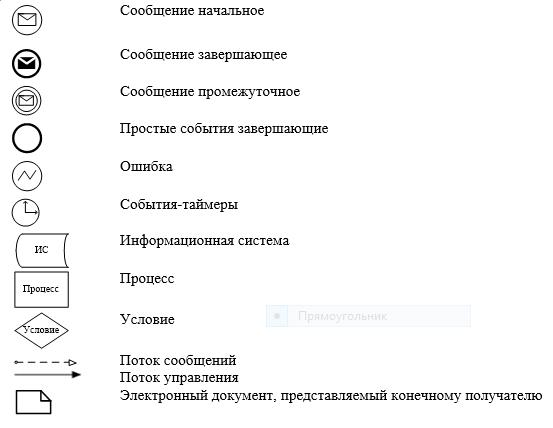 Сообщение начальное
Сообщение завершающее
Сообщение промежуточное
Простые события завершающие
Ошибка
События-таймеры
ИС
Информационная система
Процесс
Процесс
Условие
Условие
Прямоугольник
Поток сообщений
Поток управления
Электронный документ, представляемый конечному получателю